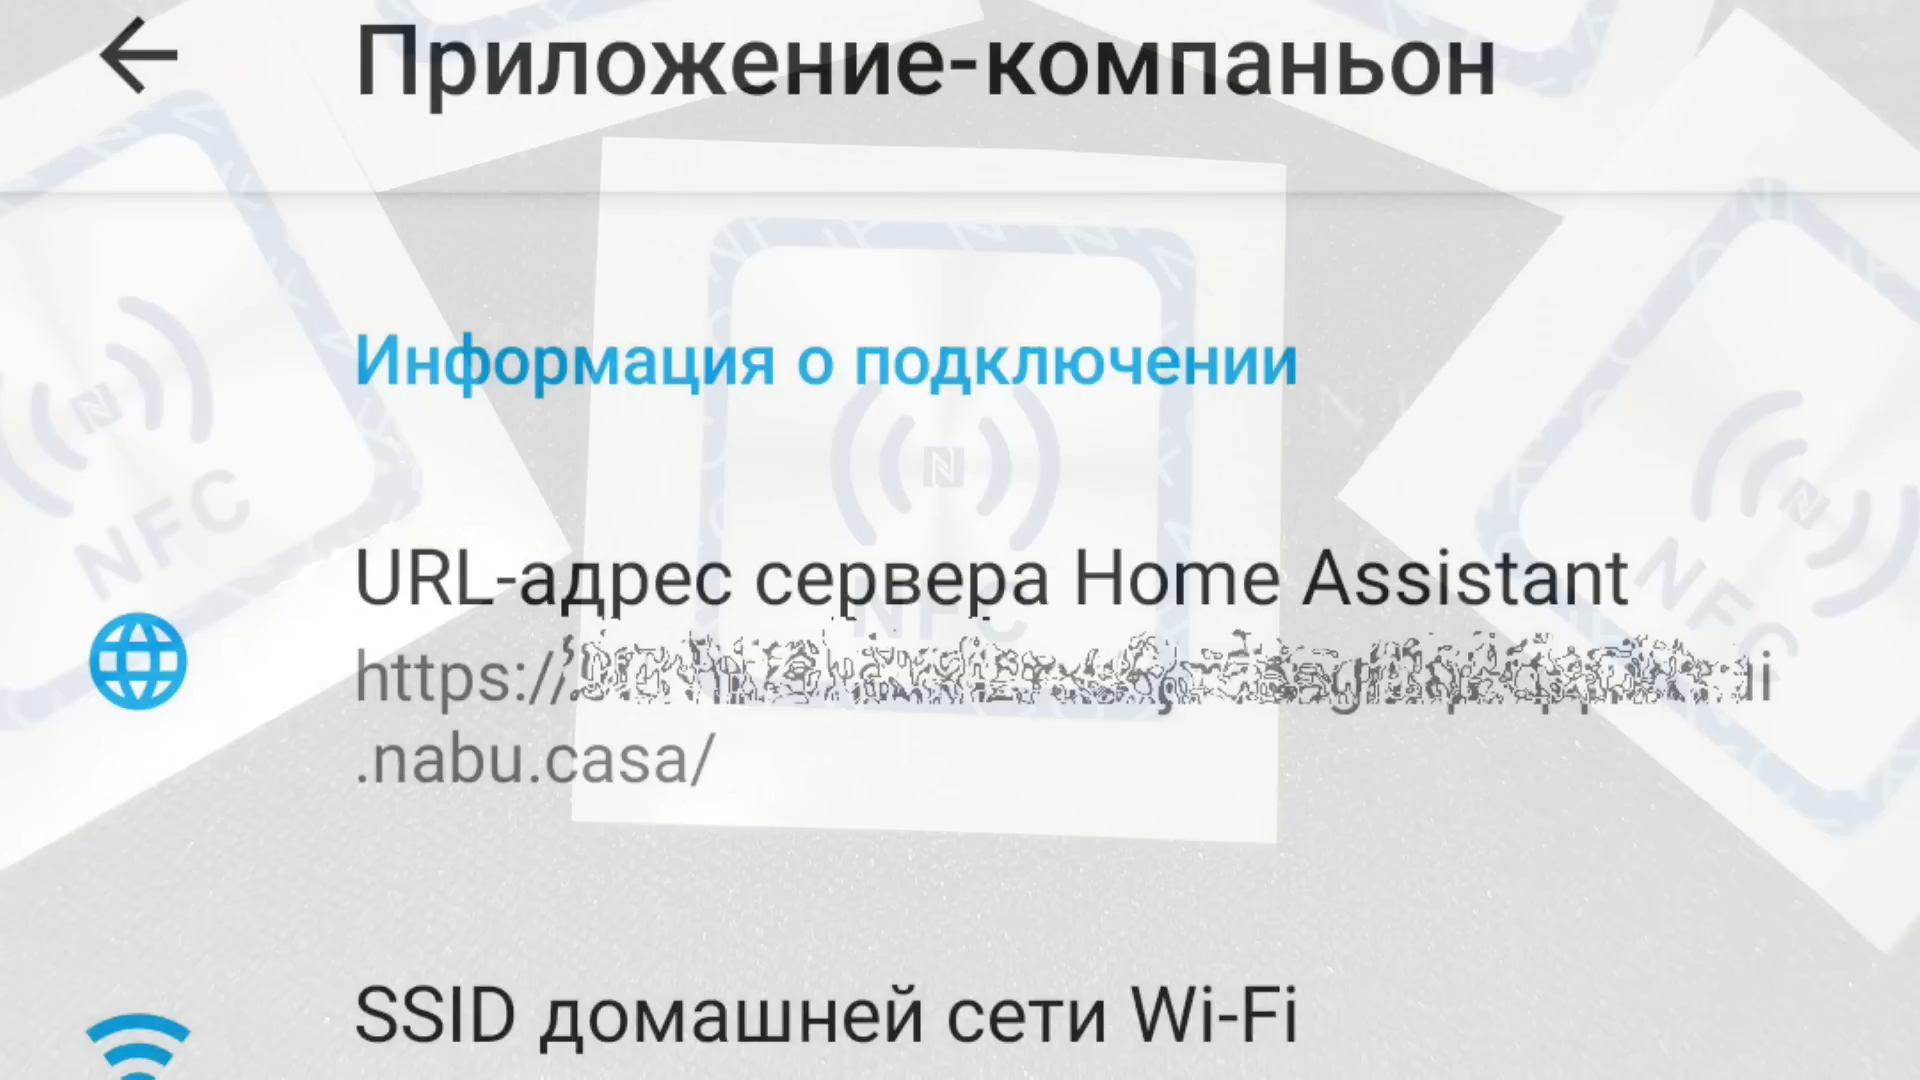 Приложение-компаньон
Информация о подключении
NFC
NFC
NFC
URL-адрес сервера Home Assistant
https://
.nabu.casa/
SSID домашней сети Wi-Fi